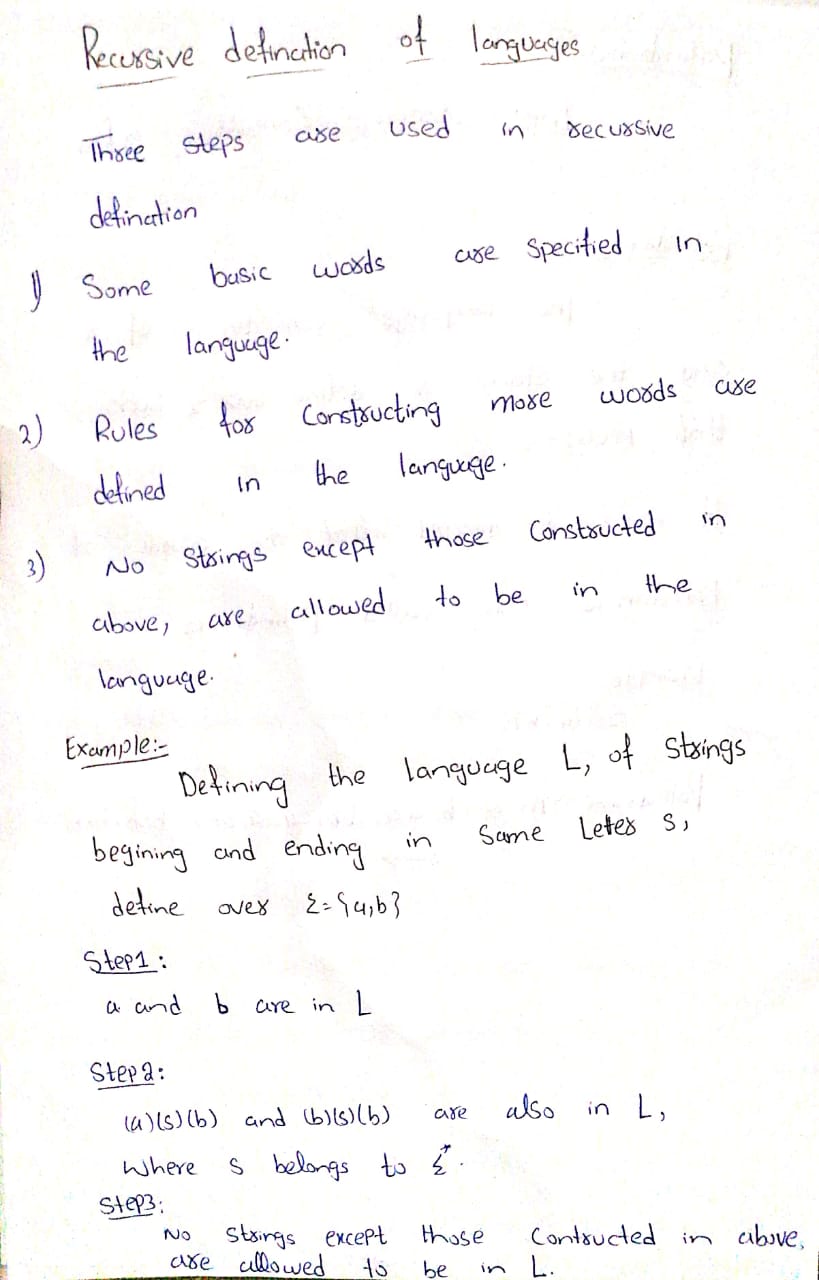 Recursive defination of languages
Three steps are used in recursive
defination
1) Some basic words are specified in
the language.
2) Rules for Constructing more words are
defined in the language.
3) No Strings except those Constructed in
above, are allowed to be in the
language.
Example:-
Defining the language L, of Strings
begining and ending in Same Leter s,
define over Σ={a,b}
Step1:
a and b are in L
Step2:
(a)(s)(b) and (b)(s)(b) are also in L,
Where s belongs to Σ*.
Step3:
No Strings except those Contructed in above,
are allowed to be in L.